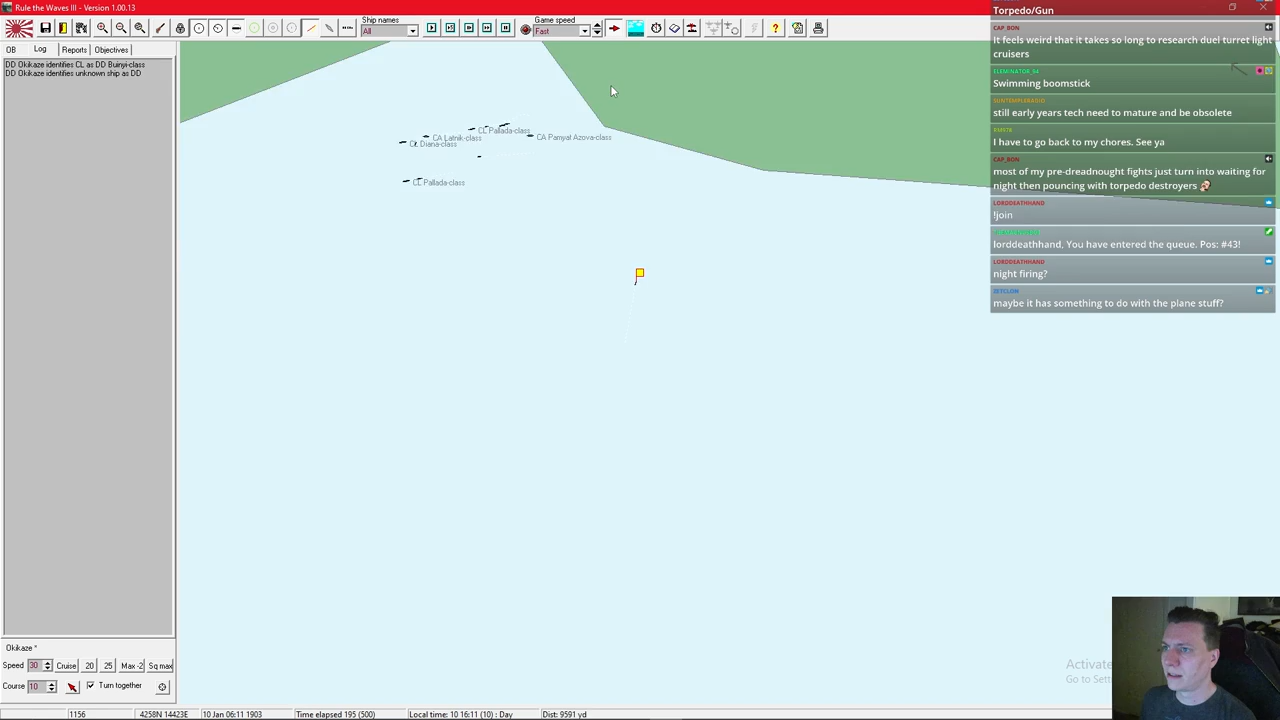 Rule the Waves III - Version 1.00.13
Ship names
All
Game speed
Fast
OB
Log
Reports
Objectives
DD Okikaze identifies CL as DD Buinyi-class
DD Okikaze identifies unknown ship as DD
CL Pallada-class
CA Latnik-class
CA Pamyat Azova-class
CL Diana-class
CL Pallada-class
Torpedo/Gun
CAP_BON
It feels weird that it takes so long to research duel turret light
cruisers
ELEMINATOR_94
Swimming boomstick
SUNTEMPLERADIO
still early years tech need to mature and be obsolete
I have to go back to my chores. See ya
CAP_BON
most of my pre-dreadnought fights just turn into waiting for
night then pouncing with torpedo destroyers
LORDDEATHHAND
!join
lorddeathhand, You have entered the queue. Pos: #43!
LORDDEATHHAND
night firing?
maybe it has something to do with the plane stuff?
Okikaze *
Speed 30 Cruise 20 25 Max -2 Sq max
Course 10 Turn together
Activate
Go to Sett
1156 4258N 14423E 10 Jan 06:11 1903 Time elapsed 195 (500) Local time: 10 16:11 (10) : Day Dist: 9591 yd